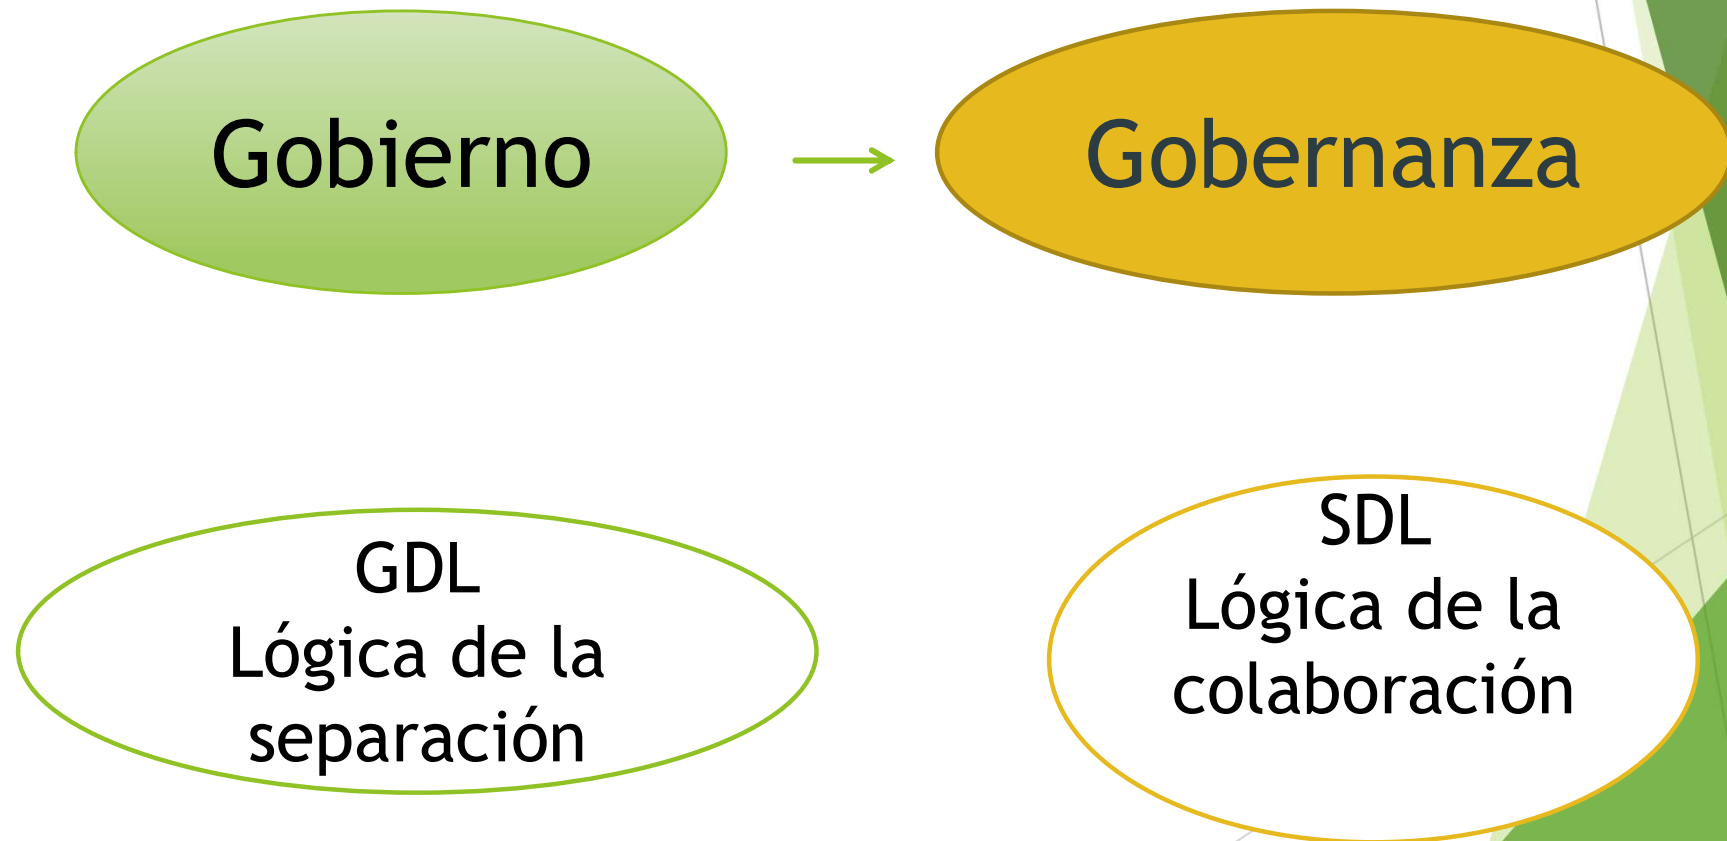 Gobierno
Gobernanza
GDL
Lógica de la
separación
SDL
Lógica de la
colaboración